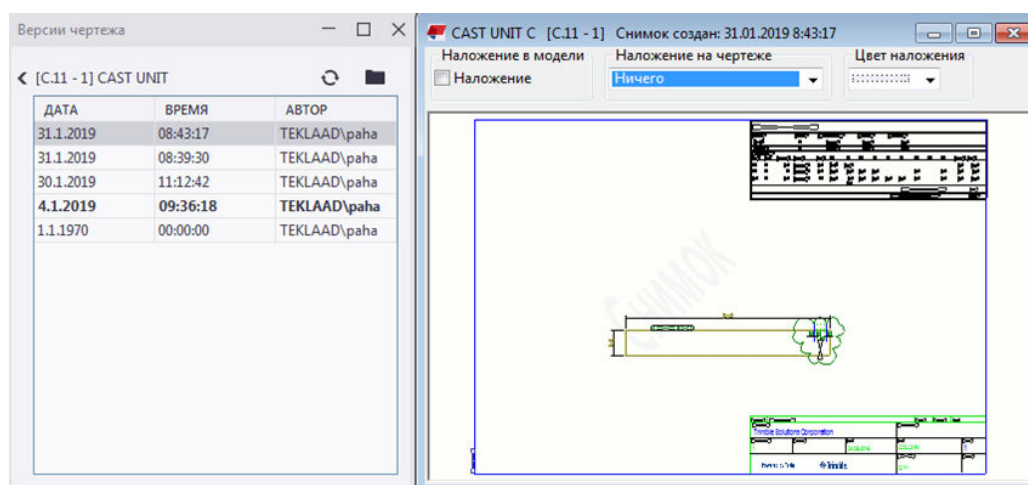 Версии чертежа
[C.11 - 1] CAST UNIT
ДАТА ВРЕМЯ АВТОР
31.1.2019 08:43:17 TEKLAAD\paha
31.1.2019 08:39:30 TEKLAAD\paha
30.1.2019 11:12:42 TEKLAAD\paha
4.1.2019 09:36:18 TEKLAAD\paha
1.1.1970 00:00:00 TEKLAAD\paha
CAST UNIT C [C.11 - 1] Снимок создан: 31.01.2019 8:43:17
Наложение в модели Наложение на чертеже Цвет наложения
Наложение Ничего
Снимок
Trimble Solutions Corporation
Trimble